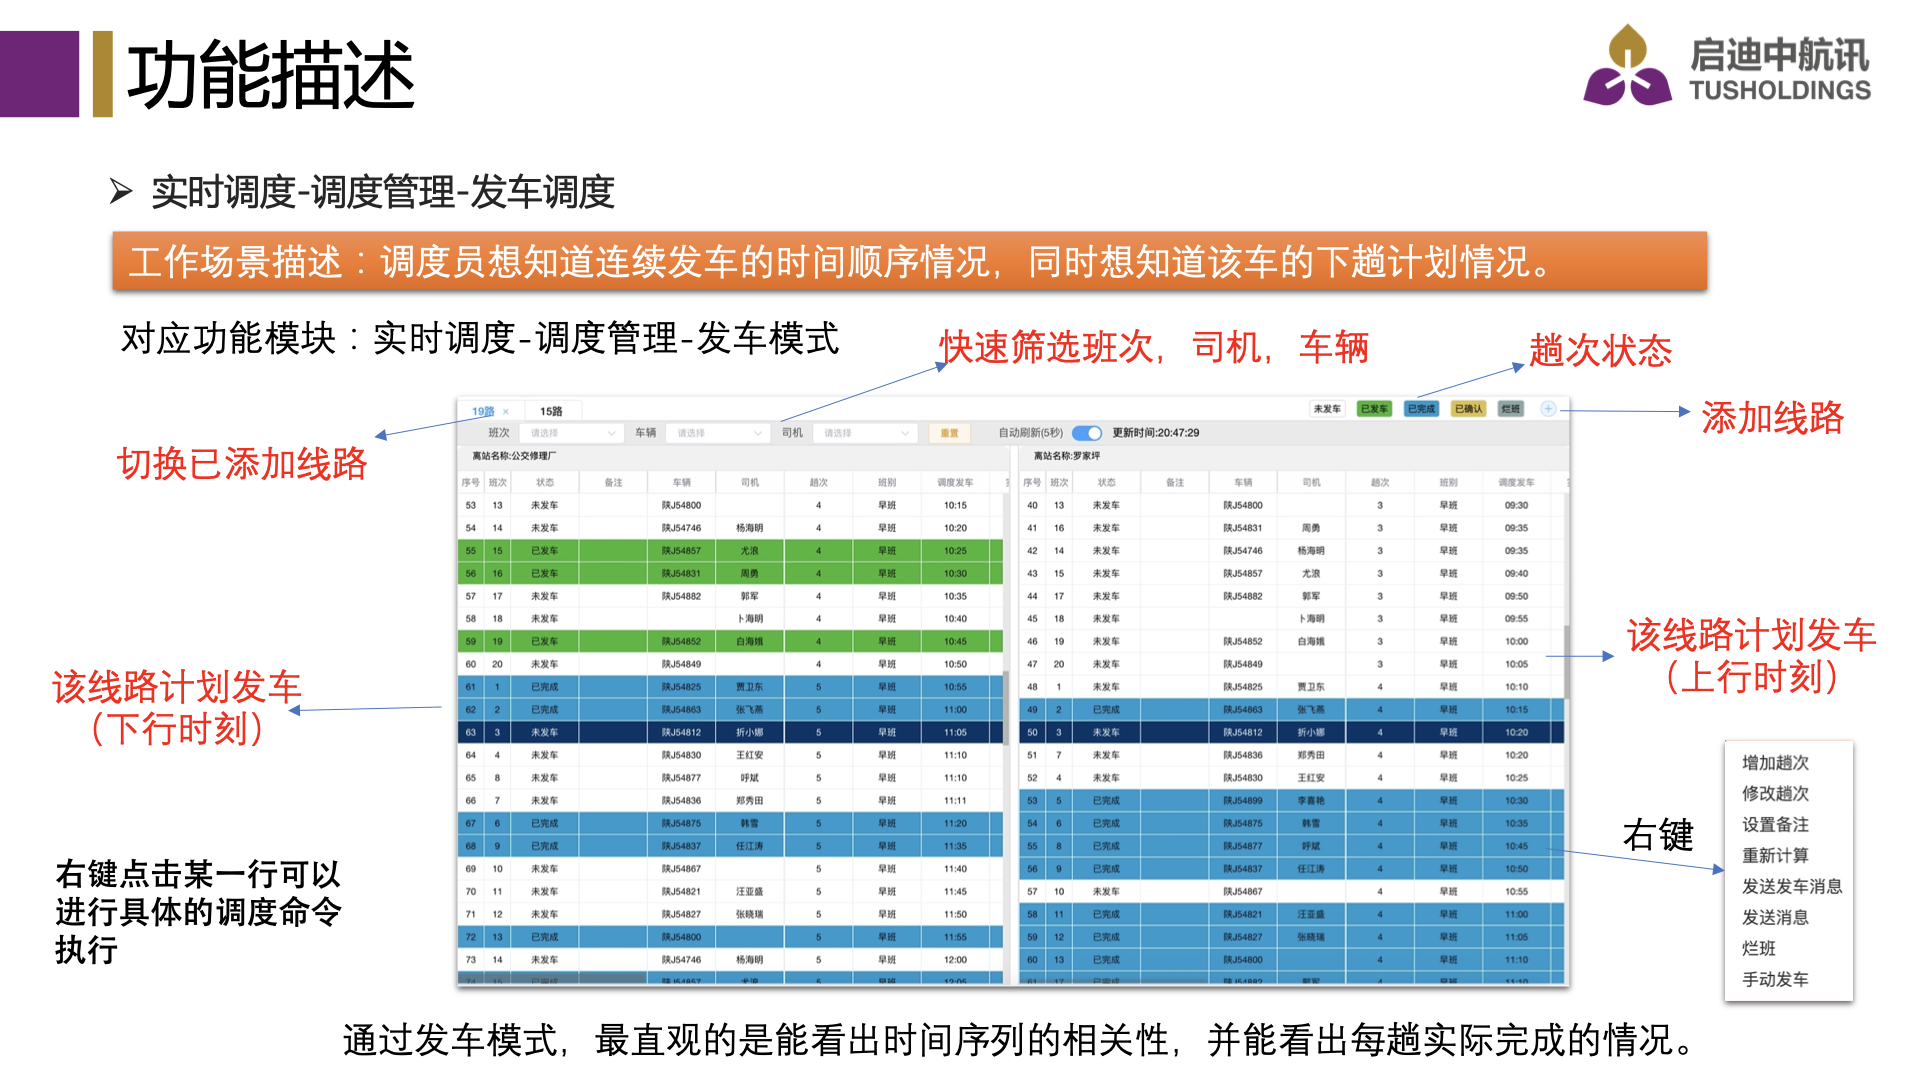 功能描述
启迪中航讯
TUSHOLDINGS
实时调度-调度管理-发车调度
工作场景描述：调度员想知道连续发车的时间顺序情况，同时想知道该车的下趟计划情况。
对应功能模块：实时调度-调度管理-发车模式
快速筛选班次，司机，车辆
趟次状态
添加线路
切换已添加线路
该线路计划发车
（下行时刻）
该线路计划发车
（上行时刻）
右键点击某一行可以
进行具体的调度命令
执行
右键
增加趟次
修改趟次
设置备注
重新计算
发送发车消息
发送消息
烂班
手动发车
19路 × 15路 未发车 已发车 已完成 已确认 烂班
班次 请选择 车辆 请选择 司机 请选择 重置 自动刷新(5秒) 更新时间:20:47:29
离站名称:公交修理厂
序号 班次 状态 备注 车辆 司机 趟次 班别 调度发车
53 13 未发车 陕J54800 4 早班 10:15
54 14 未发车 陕J54746 杨海明 4 早班 10:20
55 15 已发车 陕J54857 尤浪 4 早班 10:25
56 16 已发车 陕J54831 周勇 4 早班 10:30
57 17 未发车 陕J54882 郭军 4 早班 10:35
58 18 未发车 卜海明 4 早班 10:40
59 19 已发车 陕J54852 白海娥 4 早班 10:45
60 20 未发车 陕J54849 4 早班 10:50
61 1 已完成 陕J54825 贾卫东 5 早班 10:55
62 2 已完成 陕J54863 张飞燕 5 早班 11:00
63 3 未发车 陕J54812 折小娜 5 早班 11:05
64 4 未发车 陕J54830 王红安 5 早班 11:10
65 8 未发车 陕J54877 呼斌 5 早班 11:10
66 7 未发车 陕J54836 郑秀田 5 早班 11:11
67 6 已完成 陕J54875 韩雪 5 早班 11:20
68 9 已完成 陕J54837 任江涛 5 早班 11:35
69 10 未发车 陕J54867 5 早班 11:40
70 11 未发车 陕J54821 汪亚盛 5 早班 11:45
71 12 未发车 陕J54827 张晓瑞 5 早班 11:50
72 13 已完成 陕J54800 5 早班 11:55
73 14 未发车 陕J54746 杨海明 5 早班 12:00
74 15 已完成 陕J54857 尤浪 5 早班 12:05
离站名称:罗家坪
序号 班次 状态 备注 车辆 司机 趟次 班别 调度发车
40 13 未发车 陕J54800 3 早班 09:30
41 16 未发车 陕J54831 周勇 3 早班 09:35
42 14 未发车 陕J54746 杨海明 3 早班 09:35
43 15 未发车 陕J54857 尤浪 3 早班 09:40
44 17 未发车 陕J54882 郭军 3 早班 09:50
45 18 未发车 卜海明 3 早班 09:55
46 19 未发车 陕J54852 白海娥 3 早班 10:00
47 20 未发车 陕J54849 3 早班 10:05
48 1 未发车 陕J54825 贾卫东 4 早班 10:10
49 2 已完成 陕J54863 张飞燕 4 早班 10:15
50 3 未发车 陕J54812 折小娜 4 早班 10:20
51 7 未发车 陕J54836 郑秀田 4 早班 10:20
52 4 未发车 陕J54830 王红安 4 早班 10:25
53 5 已完成 陕J54899 李喜艳 4 早班 10:30
54 6 已完成 陕J54875 韩雪 4 早班 10:35
55 8 已完成 陕J54877 呼斌 4 早班 10:45
56 9 已完成 陕J54837 任江涛 4 早班 10:50
57 10 未发车 陕J54867 4 早班 10:55
58 11 已完成 陕J54821 汪亚盛 4 早班 11:00
59 12 已完成 陕J54827 张晓瑞 4 早班 11:05
60 13 已完成 陕J54800 4 早班 11:10
61 17 已完成 陕J54882 郭军 4 早班 11:10
通过发车模式，最直观的是能看出时间序列的相关性，并能看出每趟实际完成的情况。